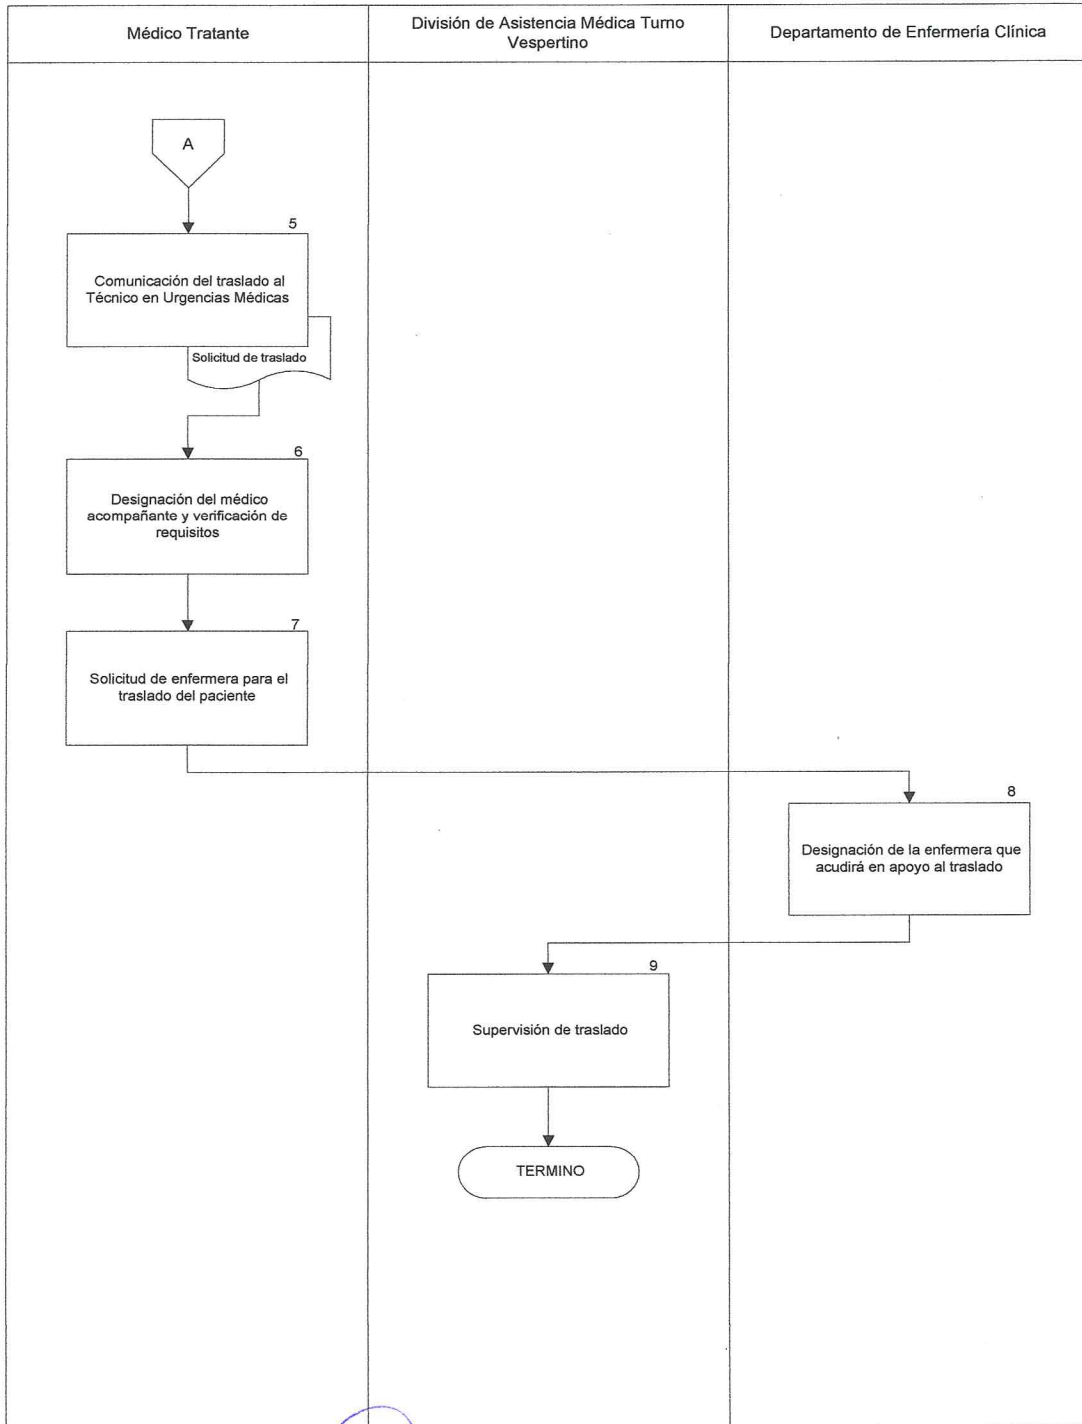 Médico Tratante
División de Asistencia Médica Turno
Vespertino
Departamento de Enfermería Clínica
A
5
Comunicación del traslado al
Técnico en Urgencias Médicas
Solicitud de traslado
6
Designación del médico
acompañante y verificación de
requisitos
7
Solicitud de enfermera para el
traslado del paciente
8
Designación de la enfermera que
acudirá en apoyo al traslado
9
Supervisión de traslado
TERMINO